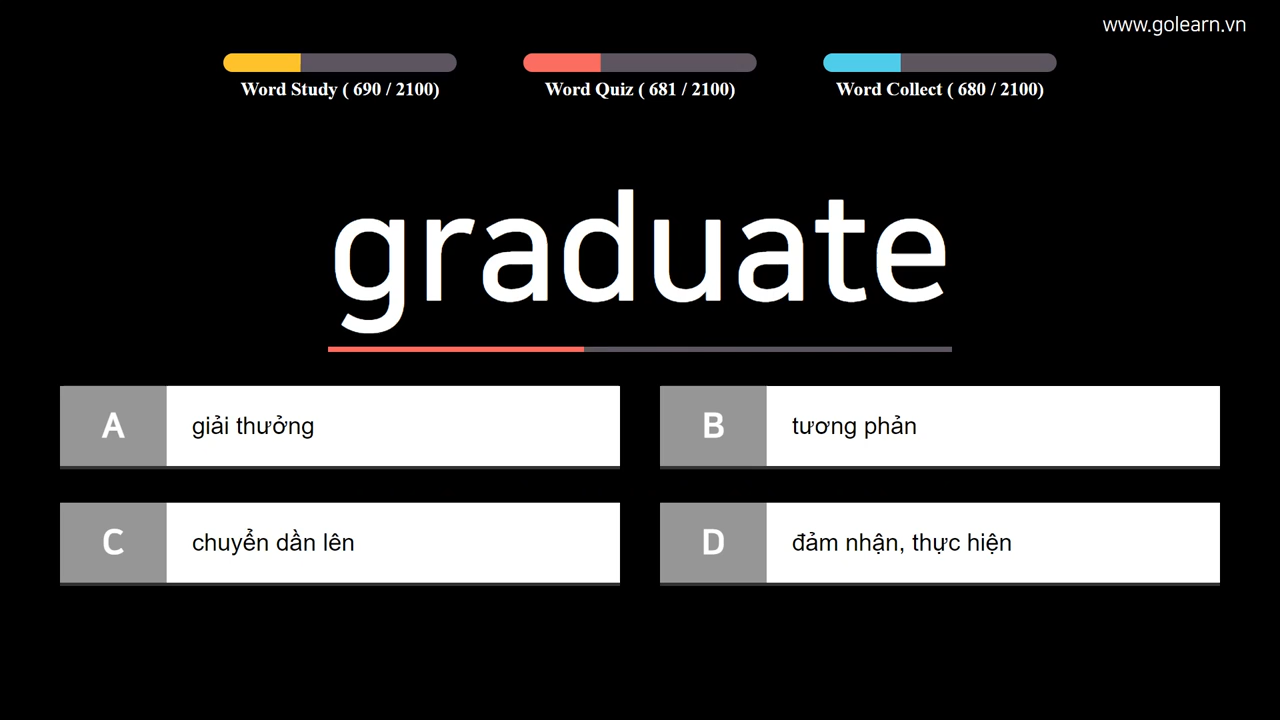 www.golearn.vn
Word Study ( 690 / 2100)
Word Quiz ( 681 / 2100)
Word Collect ( 680 / 2100)
graduate
A giải thưởng
B tương phản
C chuyển dần lên
D đảm nhận, thực hiện